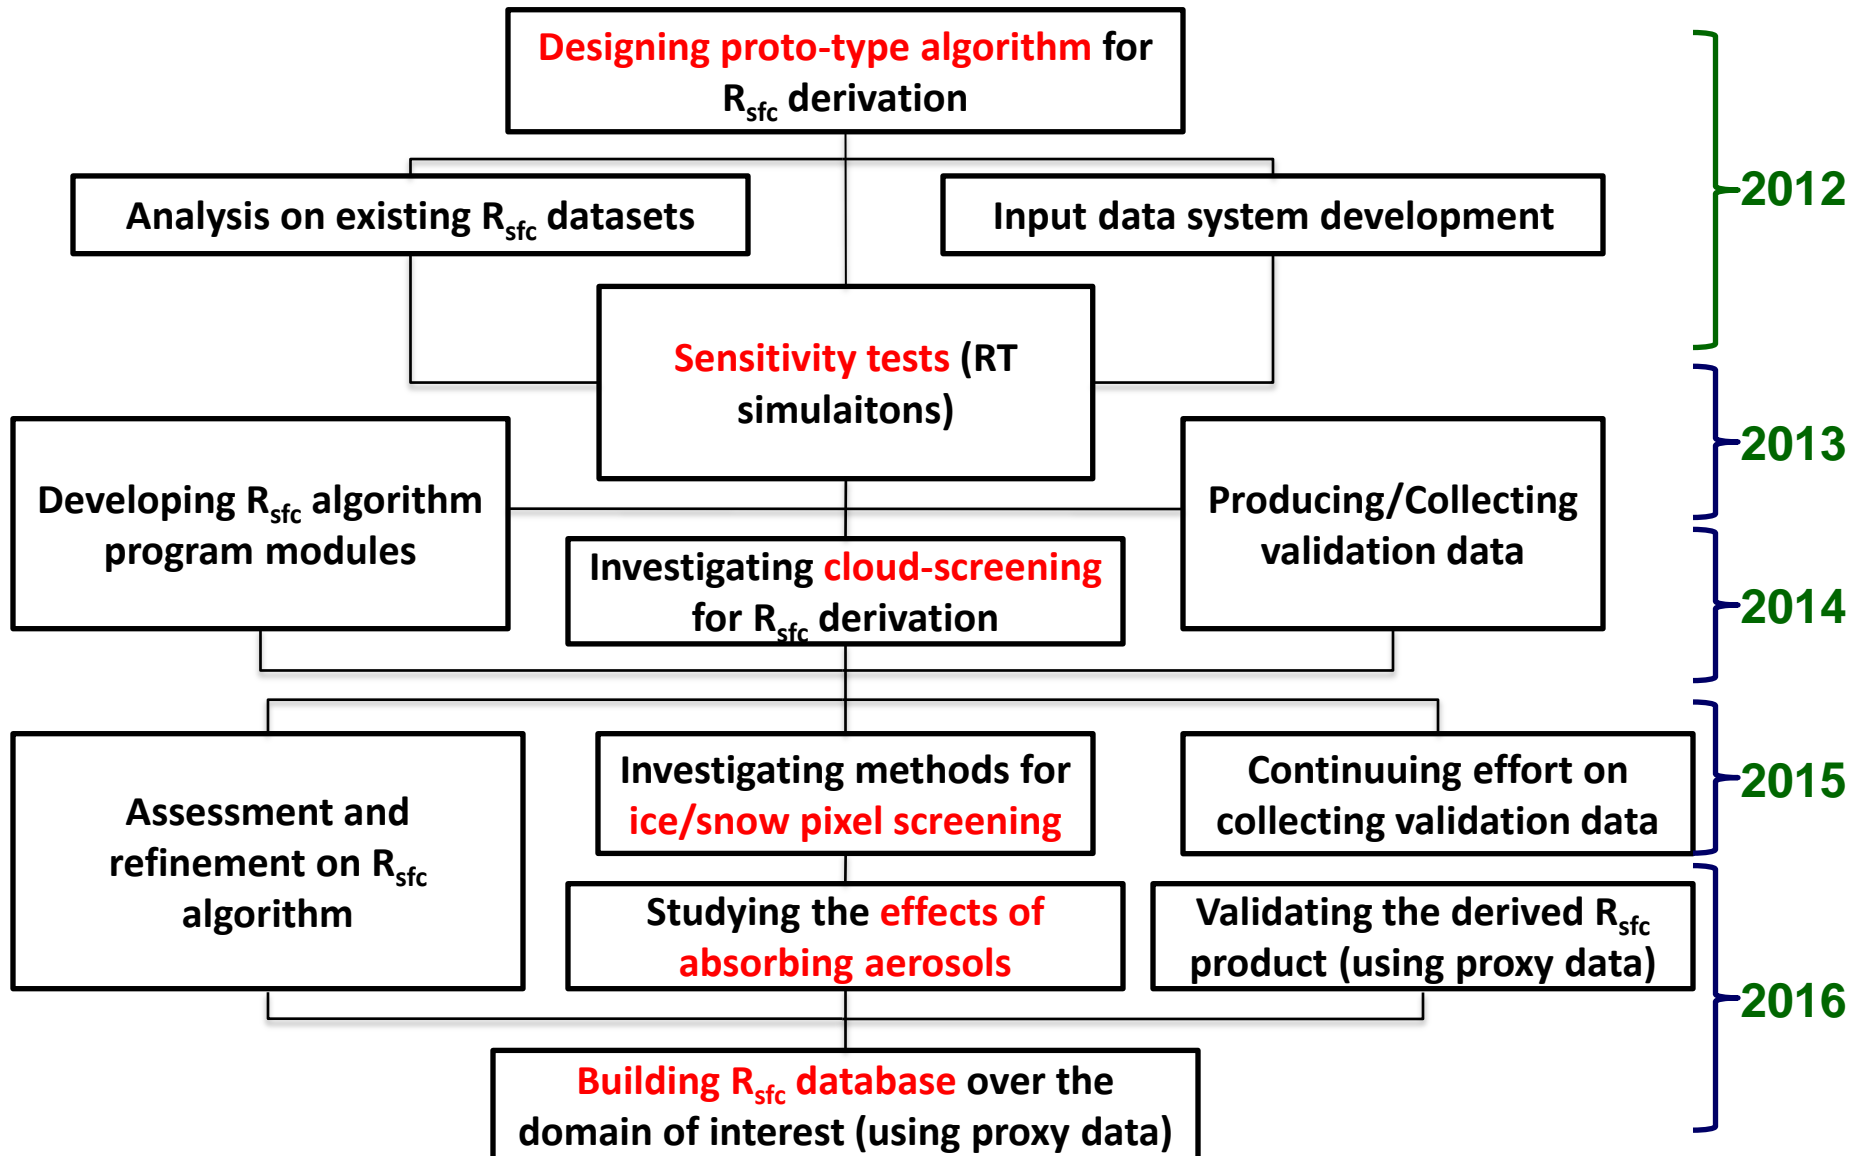 Designing proto-type algorithm for
Rsfc derivation
2012
Analysis on existing Rsfc datasets
Input data system development
Sensitivity tests (RT
simulaitons)
2013
Developing Rsfc algorithm
program modules
Investigating cloud-screening
for Rsfc derivation
Producing/Collecting
validation data
2014
Assessment and
refinement on Rsfc
algorithm
Investigating methods for
ice/snow pixel screening
Continuuing effort on
collecting validation data
2015
Studying the effects of
absorbing aerosols
Validating the derived Rsfc
product (using proxy data)
2016
Building Rsfc database over the
domain of interest (using proxy data)